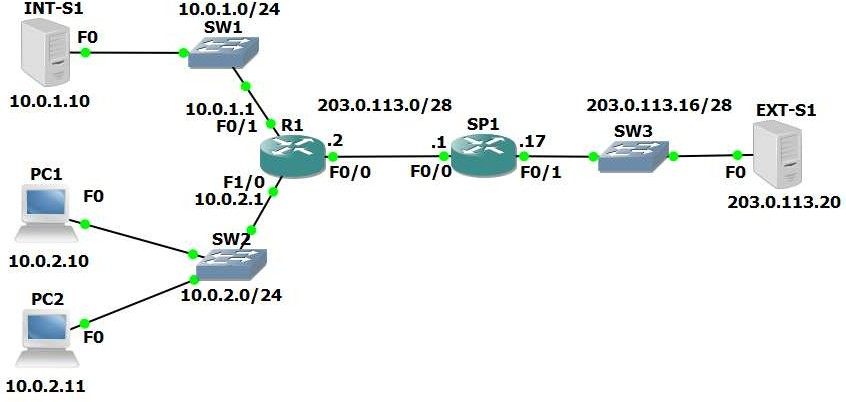 INT-S1
10.0.1.0/24
SW1
F0
10.0.1.10
10.0.1.1
F0/1
R1
203.0.113.0/28
.2
F0/0
SP1
.1
F0/0
.17
F0/1
203.0.113.16/28
SW3
EXT-S1
F0
203.0.113.20
PC1
F0
10.0.2.10
F1/0
10.0.2.1
SW2
10.0.2.0/24
PC2
F0
10.0.2.11